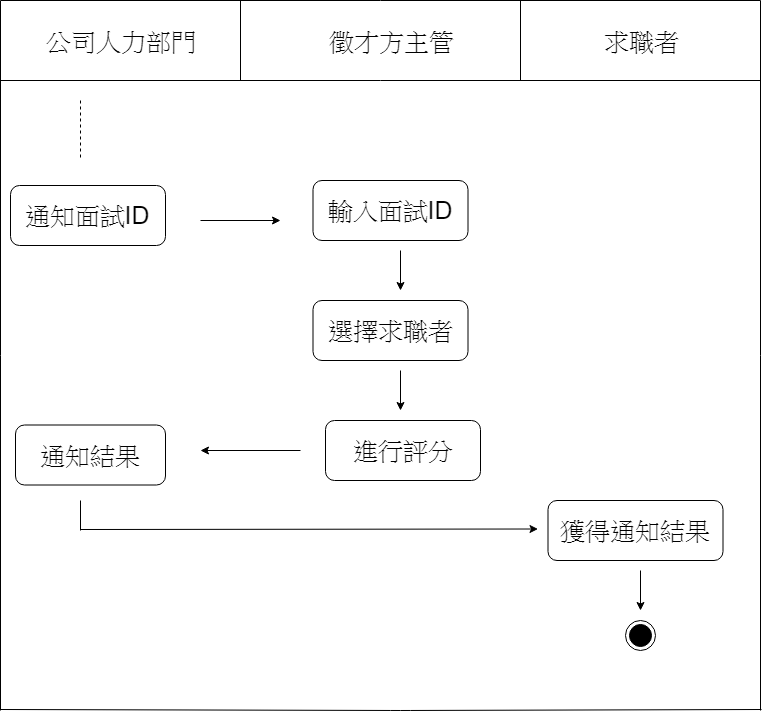 公司人力部門
徵才方主管
求職者
通知面試ID
輸入面試ID
選擇求職者
進行評分
通知結果
獲得通知結果